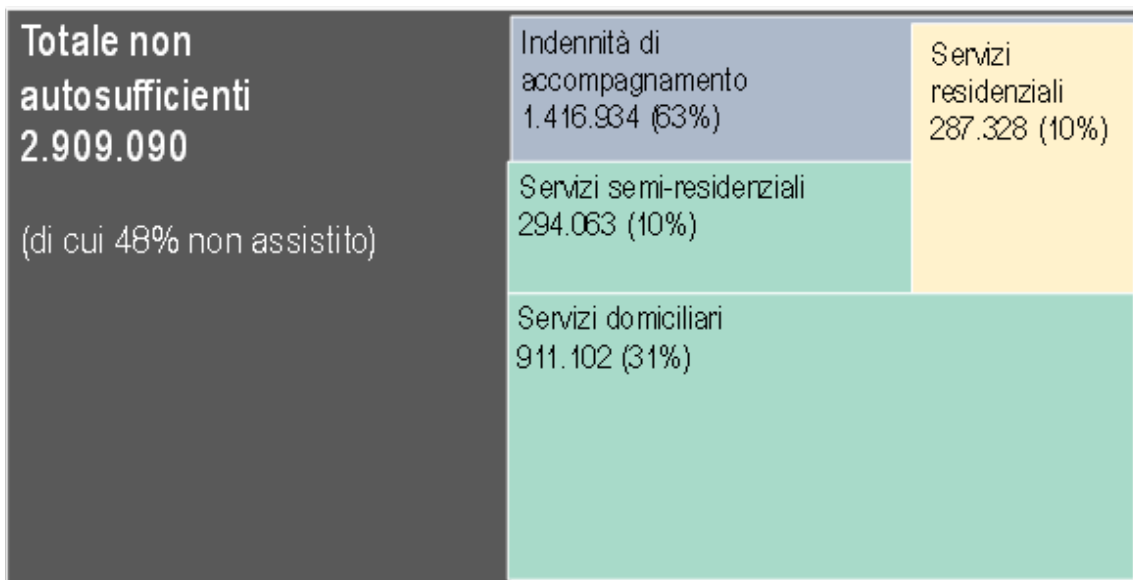 Totale non
autosufficienti
2.909.090
(di cui 48% non assistito)
Indennità di
accompagnamento
1.416.934 (63%)
Servizi semi-residenziali
294.063 (10%)
Servizi domiciliari
911.102 (31%)
Servizi
residenziali
287.328 (10%)